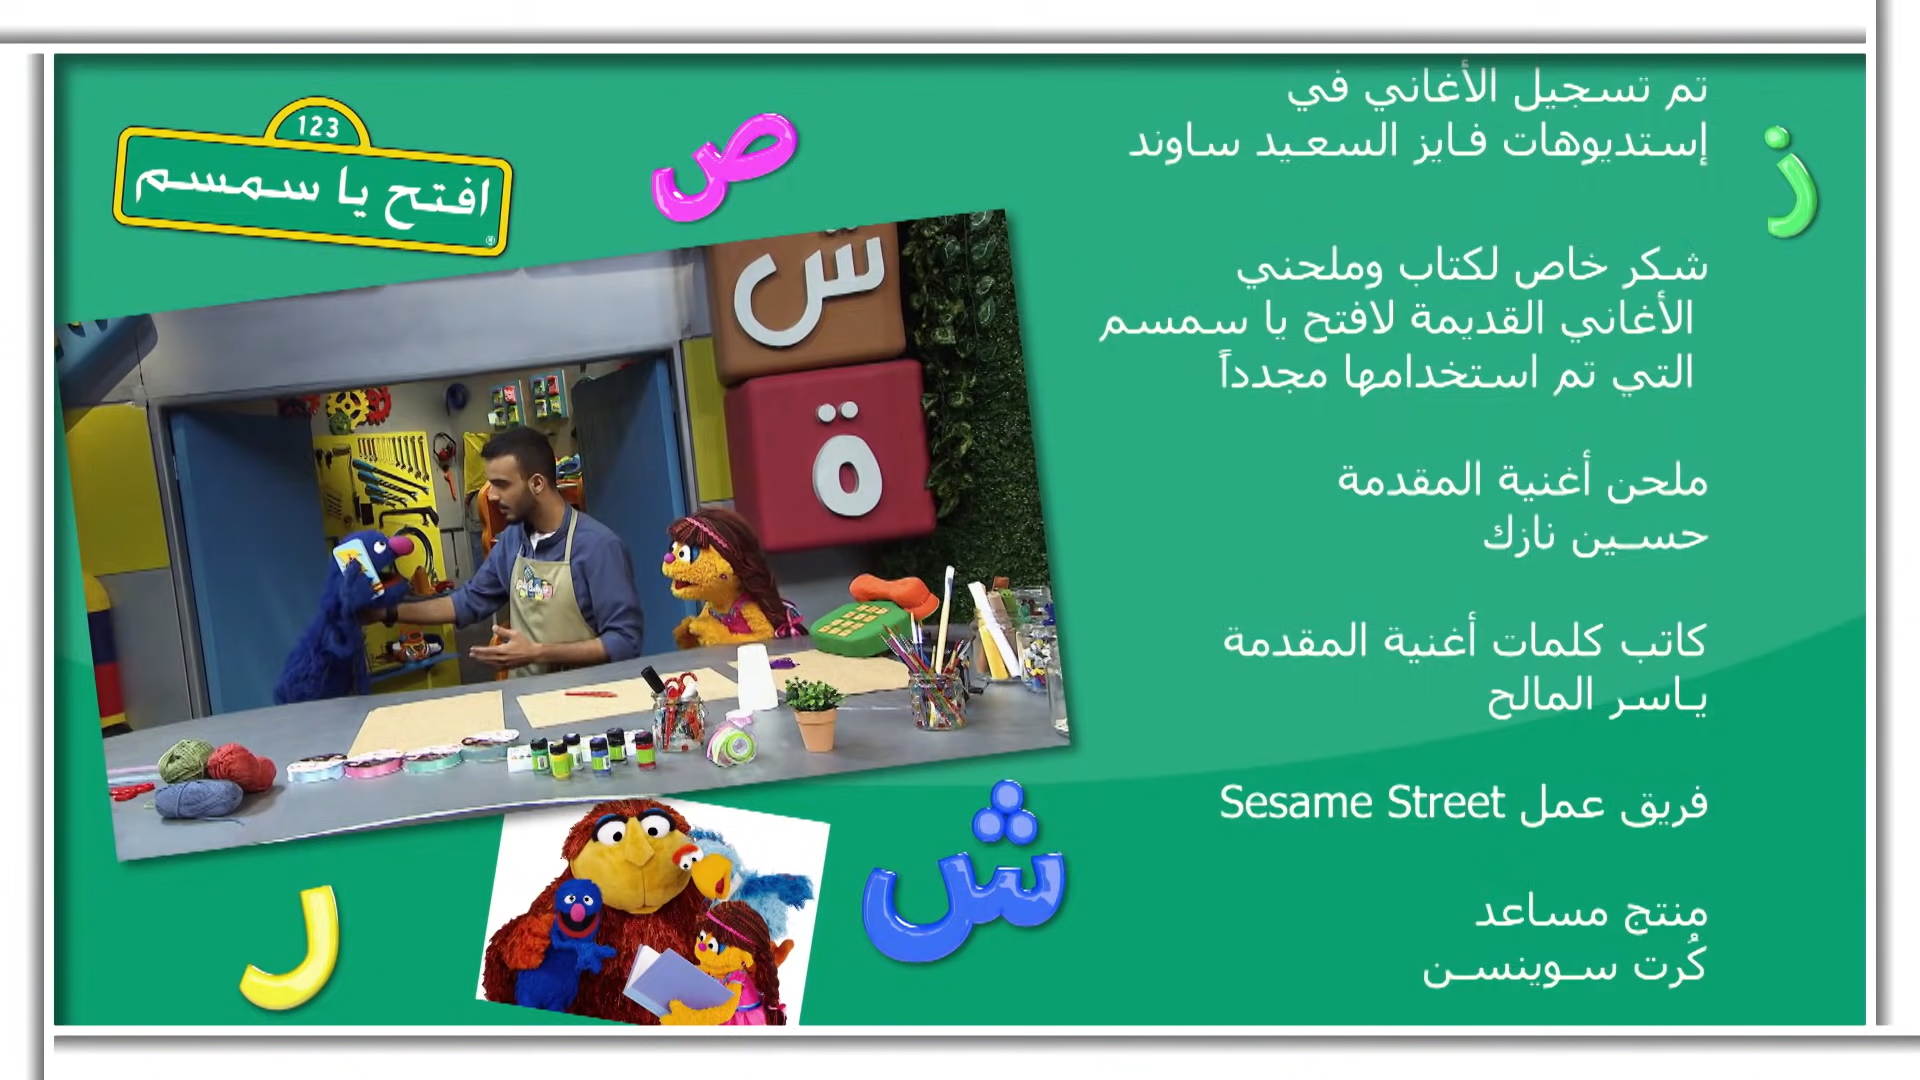 123
افتح يا سمسم
®
ص
ز
تم تسجيل الأغاني في
إستديوهات فايز السعيد ساوند
شكر خاص لكتاب وملحني
الأغاني القديمة لافتح يا سمسم
التي تم استخدامها مجدداً
ملحن أغنية المقدمة
حسين نازك
كاتب كلمات أغنية المقدمة
ياسر المالح
فريق عمل Sesame Street
منتج مساعد
كُرت سوينسن
س
ة
ش
ر